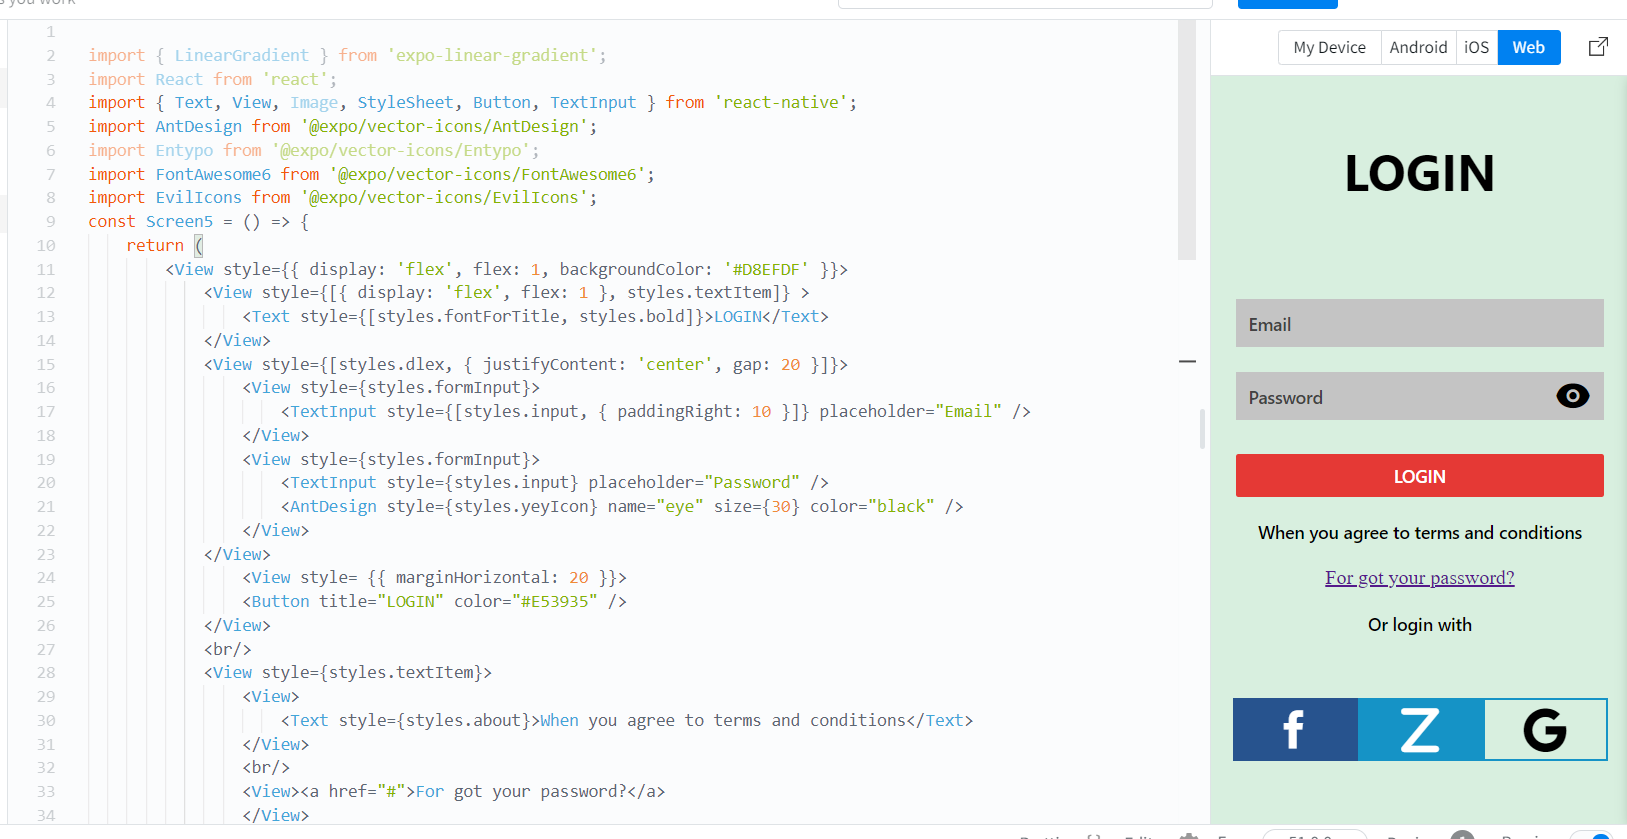 s you work
1
2 import { LinearGradient } from 'expo-linear-gradient';
3 import React from 'react';
4 import { Text, View, Image, StyleSheet, Button, TextInput } from 'react-native';
5 import AntDesign from '@expo/vector-icons/AntDesign';
6 import Entypo from '@expo/vector-icons/Entypo';
7 import FontAwesome6 from '@expo/vector-icons/FontAwesome6';
8 import EvilIcons from '@expo/vector-icons/EvilIcons';
9 const Screen5 = () => {
10 return (
11 <View style={{ display: 'flex', flex: 1, backgroundColor: '#D8EFDF' }}>
12 <View style={[{ display: 'flex', flex: 1 }, styles.textItem]} >
13 <Text style={[styles.fontForTitle, styles.bold]}>LOGIN</Text>
14 </View>
15 <View style={[styles.dlex, { justifyContent: 'center', gap: 20 }]}>
16 <View style={styles.formInput}>
17 <TextInput style={[styles.input, { paddingRight: 10 }]} placeholder="Email" />
18 </View>
19 <View style={styles.formInput}>
20 <TextInput style={styles.input} placeholder="Password" />
21 <AntDesign style={styles.yeyIcon} name="eye" size={30} color="black" />
22 </View>
23 </View>
24 <View style= {{ marginHorizontal: 20 }}>
25 <Button title="LOGIN" color="#E53935" />
26 </View>
27 <br/>
28 <View style={styles.textItem}>
29 <View>
30 <Text style={styles.about}>When you agree to terms and conditions</Text>
31 </View>
32 <br/>
33 <View><a href="#">For got your password?</a>
34 </View>
My Device Android iOS Web
LOGIN
Email
Password
LOGIN
When you agree to terms and conditions
For got your password?
Or login with
f Z G